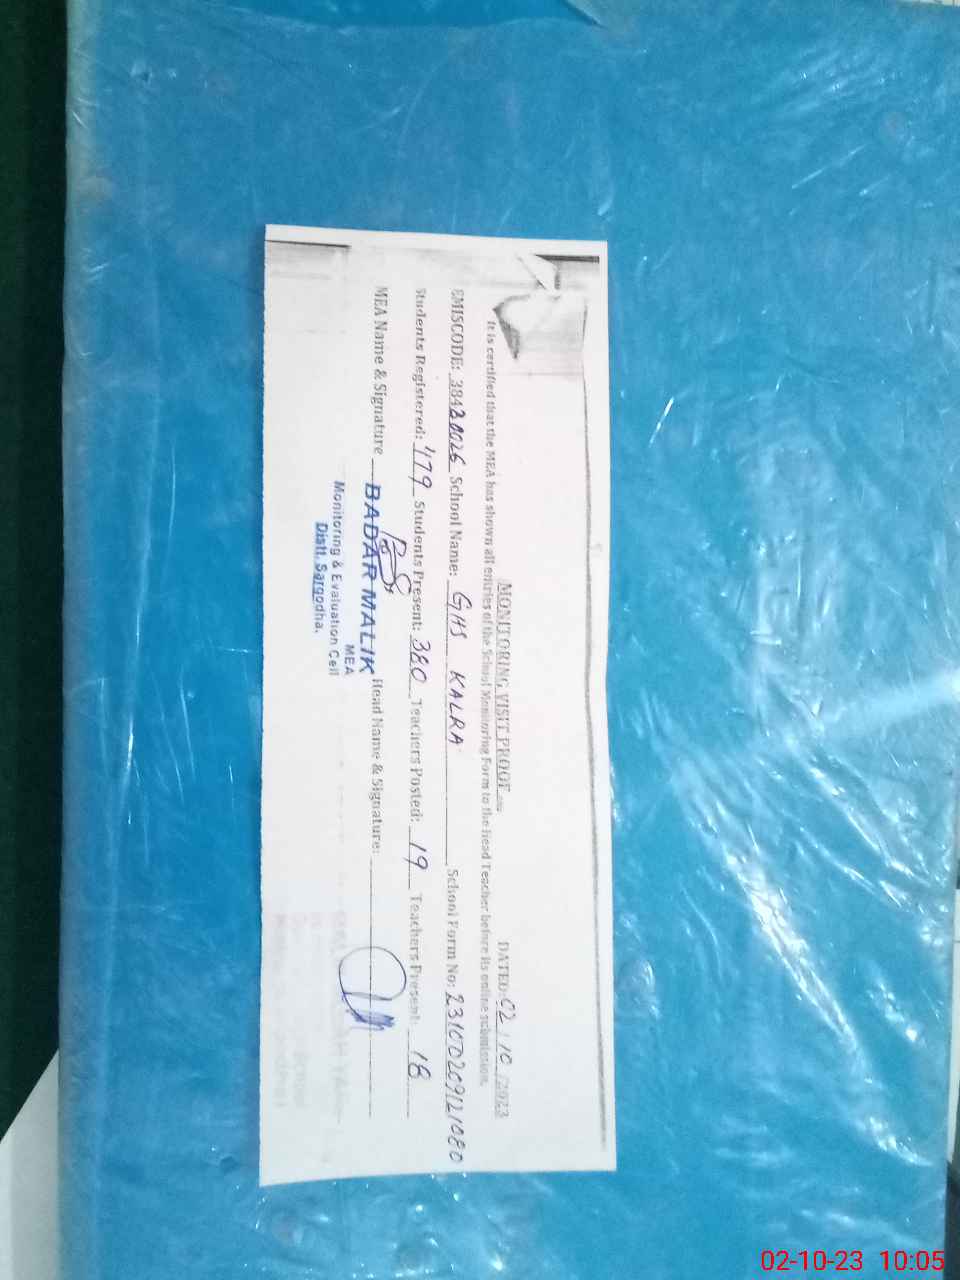 MONITORING VISIT PROOF DATED: 02/10/2023
It is certified that the MEA has shown all entries of the School Monitoring Form to the Head Teacher before its online submission.
EMISCODE: 38430026 School Name: GHS KALRA School Form No: 23100209121080
Students Registered: 479 Students Present: 380 Teachers Posted: 19 Teachers Present: 18
MEA Name & Signature BADAR MALIK Head Name & Signature:
MEA
Monitoring & Evaluation Cell
Distt. Sargodha.
02-10-23 10:05